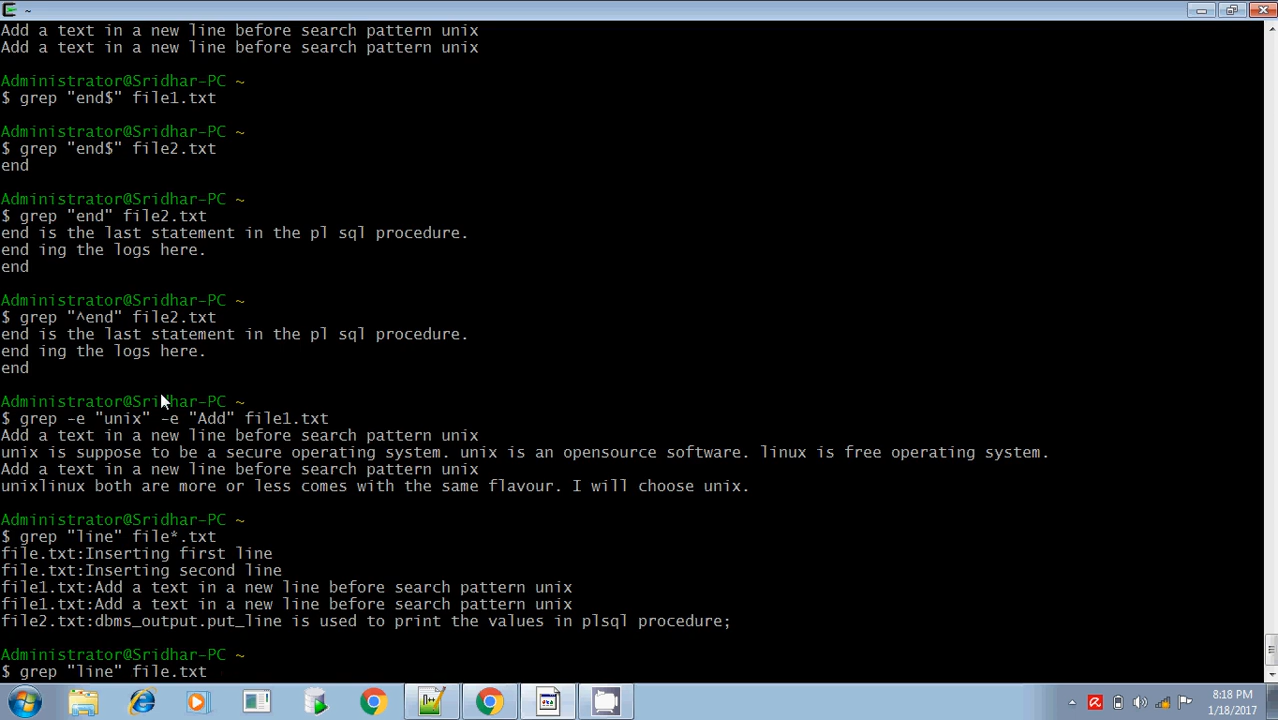 ~
Add a text in a new line before search pattern unix
Add a text in a new line before search pattern unix
Administrator@Sridhar-PC ~
$ grep "end$" file1.txt
Administrator@Sridhar-PC ~
$ grep "end$" file2.txt
end
Administrator@Sridhar-PC ~
$ grep "end" file2.txt
end is the last statement in the pl sql procedure.
end ing the logs here.
end
Administrator@Sridhar-PC ~
$ grep "^end" file2.txt
end is the last statement in the pl sql procedure.
end ing the logs here.
end
Administrator@Sridhar-PC ~
$ grep -e "unix" -e "Add" file1.txt
Add a text in a new line before search pattern unix
unix is suppose to be a secure operating system. unix is an opensource software. linux is free operating system.
Add a text in a new line before search pattern unix
unixlinux both are more or less comes with the same flavour. I will choose unix.
Administrator@Sridhar-PC ~
$ grep "line" file*.txt
file.txt:Inserting first line
file.txt:Inserting second line
file1.txt:Add a text in a new line before search pattern unix
file1.txt:Add a text in a new line before search pattern unix
file2.txt:dbms_output.put_line is used to print the values in plsql procedure;
Administrator@Sridhar-PC ~
$ grep "line" file.txt
8:18 PM
1/18/2017